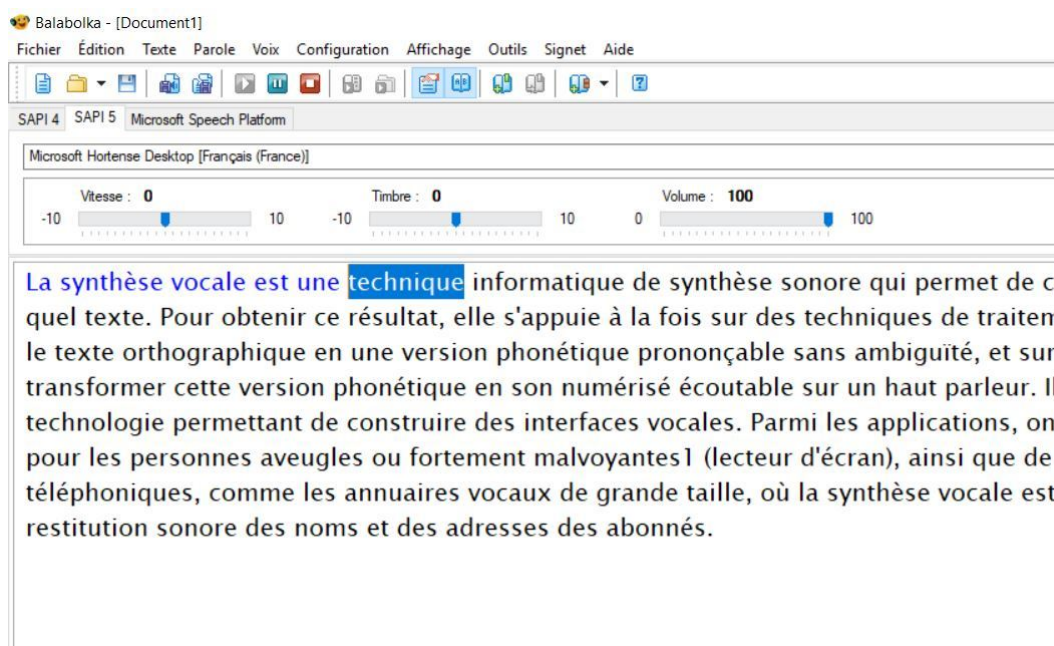 Balabolka - [Document1]
Fichier Édition Texte Parole Voix Configuration Affichage Outils Signet Aide
SAPI 4 SAPI 5 Microsoft Speech Platform
Microsoft Hortense Desktop [Français (France)]
Vitesse : 0 Timbre : 0 Volume : 100
-10 10 -10 10 0 100
La synthèse vocale est une technique informatique de synthèse sonore qui permet de c
quel texte. Pour obtenir ce résultat, elle s'appuie à la fois sur des techniques de traitem
le texte orthographique en une version phonétique prononçable sans ambiguïté, et sur
transformer cette version phonétique en son numérisé écoutable sur un haut parleur. Il
technologie permettant de construire des interfaces vocales. Parmi les applications, on
pour les personnes aveugles ou fortement malvoyantes1 (lecteur d'écran), ainsi que de
téléphoniques, comme les annuaires vocaux de grande taille, où la synthèse vocale est
restitution sonore des noms et des adresses des abonnés.